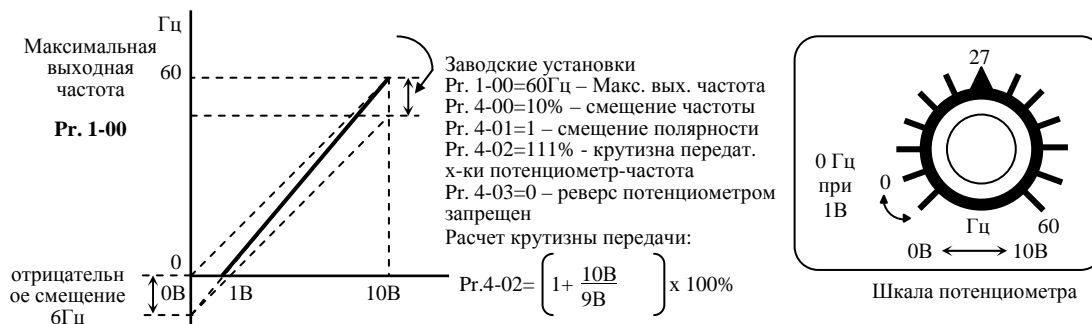 Гц
Максимальная
выходная
частота
Pr. 1-00
60
0
отрицательн
ое смещение
6Гц
0В
1В
10В
Заводские установки
Pr. 1-00=60Гц – Макс. вых. частота
Pr. 4-00=10% – смещение частоты
Pr. 4-01=1 – смещение полярности
Pr. 4-02=111% - крутизна передат.
х-ки потенциометр-частота
Pr. 4-03=0 – реверс потенциометром
запрещен
Расчет крутизны передачи:
Pr.4-02= (1+ 10В/9В) x 100%
27
0 Гц
при
1В
0
Гц
60
0В
10В
Шкала потенциометра